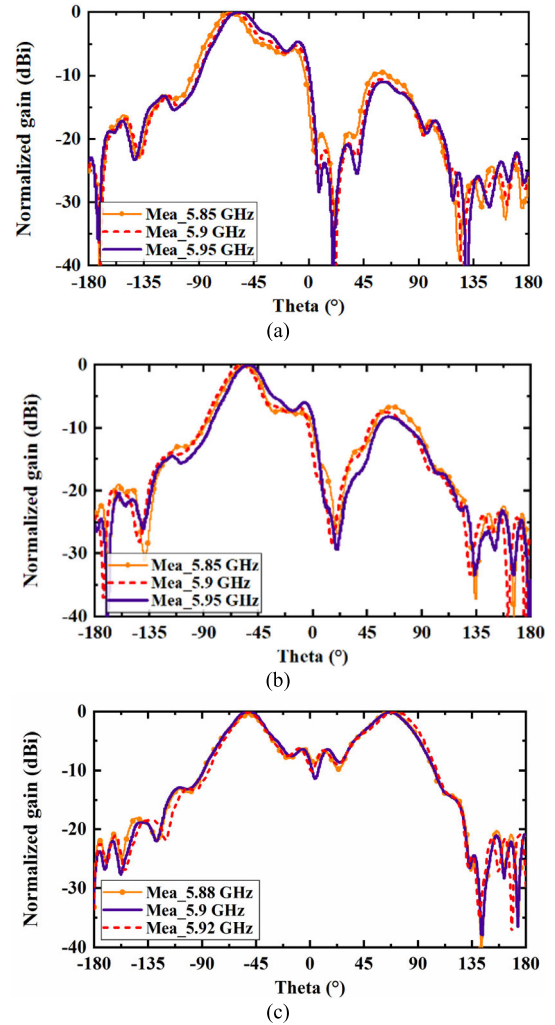 0
-10
-20
-30
-40
Normalized gain (dBi)
Mea_5.85 GHz
Mea_5.9 GHz
Mea_5.95 GHz
-180 -135 -90 -45 0 45 90 135 180
Theta (°)
(a)
0
-10
-20
-30
-40
Normalized gain (dBi)
Mea_5.85 GHz
Mea_5.9 GHz
Mea_5.95 GHz
-180 -135 -90 -45 0 45 90 135 180
Theta (°)
(b)
0
-10
-20
-30
-40
Normalized gain (dBi)
Mea_5.88 GHz
Mea_5.9 GHz
Mea_5.92 GHz
-180 -135 -90 -45 0 45 90 135 180
Theta (°)
(c)